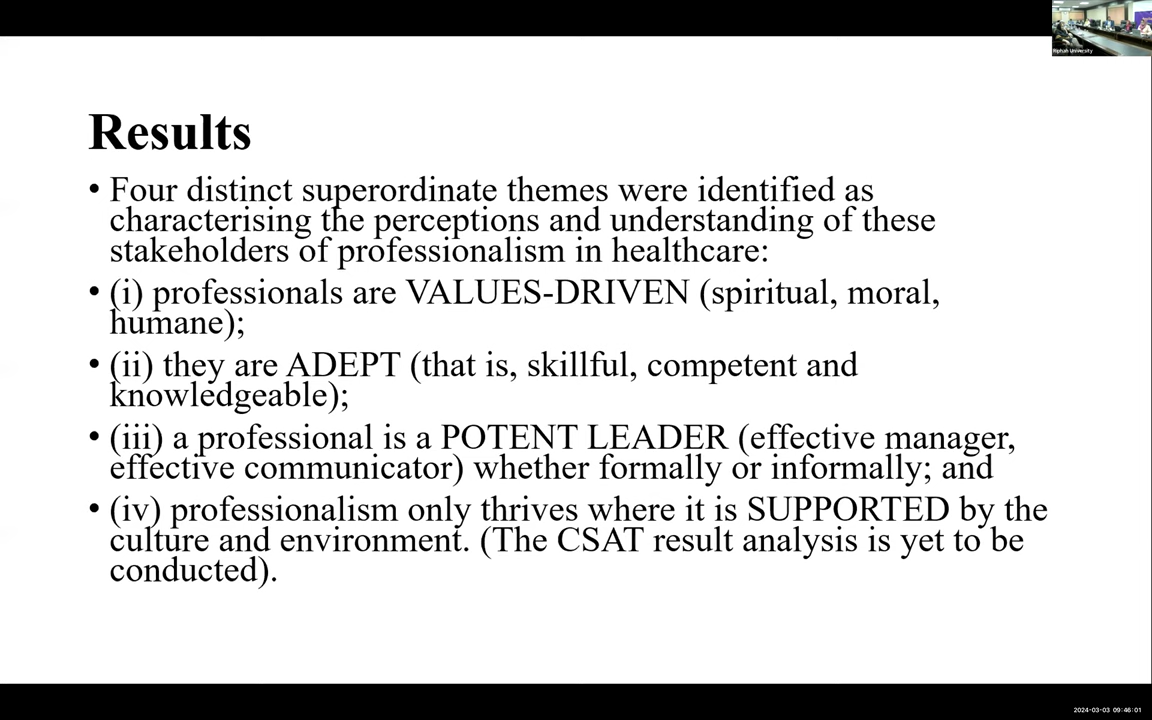 Riphah University
Results
• Four distinct superordinate themes were identified as
characterising the perceptions and understanding of these
stakeholders of professionalism in healthcare:
• (i) professionals are VALUES-DRIVEN (spiritual, moral,
humane);
• (ii) they are ADEPT (that is, skillful, competent and
knowledgeable);
• (iii) a professional is a POTENT LEADER (effective manager,
effective communicator) whether formally or informally; and
• (iv) professionalism only thrives where it is SUPPORTED by the
culture and environment. (The CSAT result analysis is yet to be
conducted).
2024-03-03 09:46:01